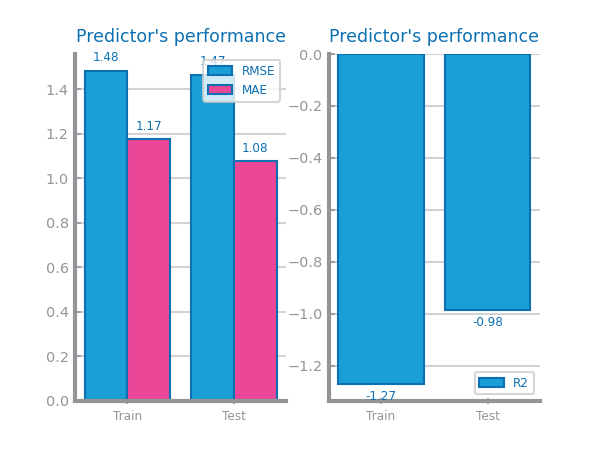 Predictor's performance
1.48
1.47
RMSE
MAE
1.17
1.08
1.4
1.2
1.0
0.8
0.6
0.4
0.2
0.0
Train
Test
Predictor's performance
0.0
−0.2
−0.4
−0.6
−0.8
−1.0
−1.2
-0.98
-1.27
R2
Train
Test